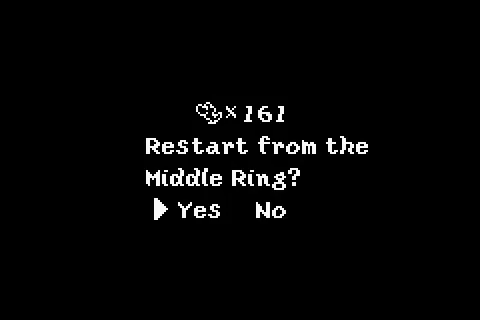 ×161
Restart from the
Middle Ring?
Yes No